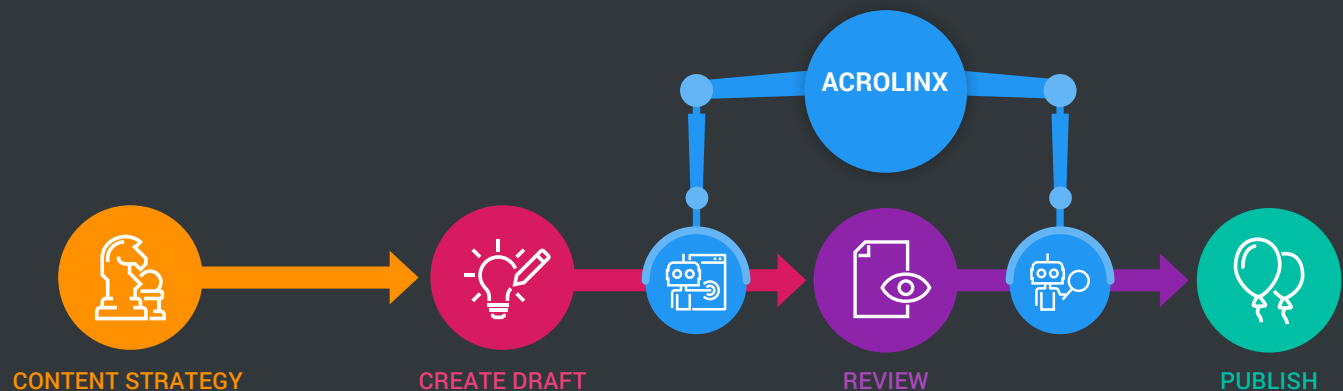 ACROLINX
CONTENT STRATEGY
CREATE DRAFT
REVIEW
PUBLISH